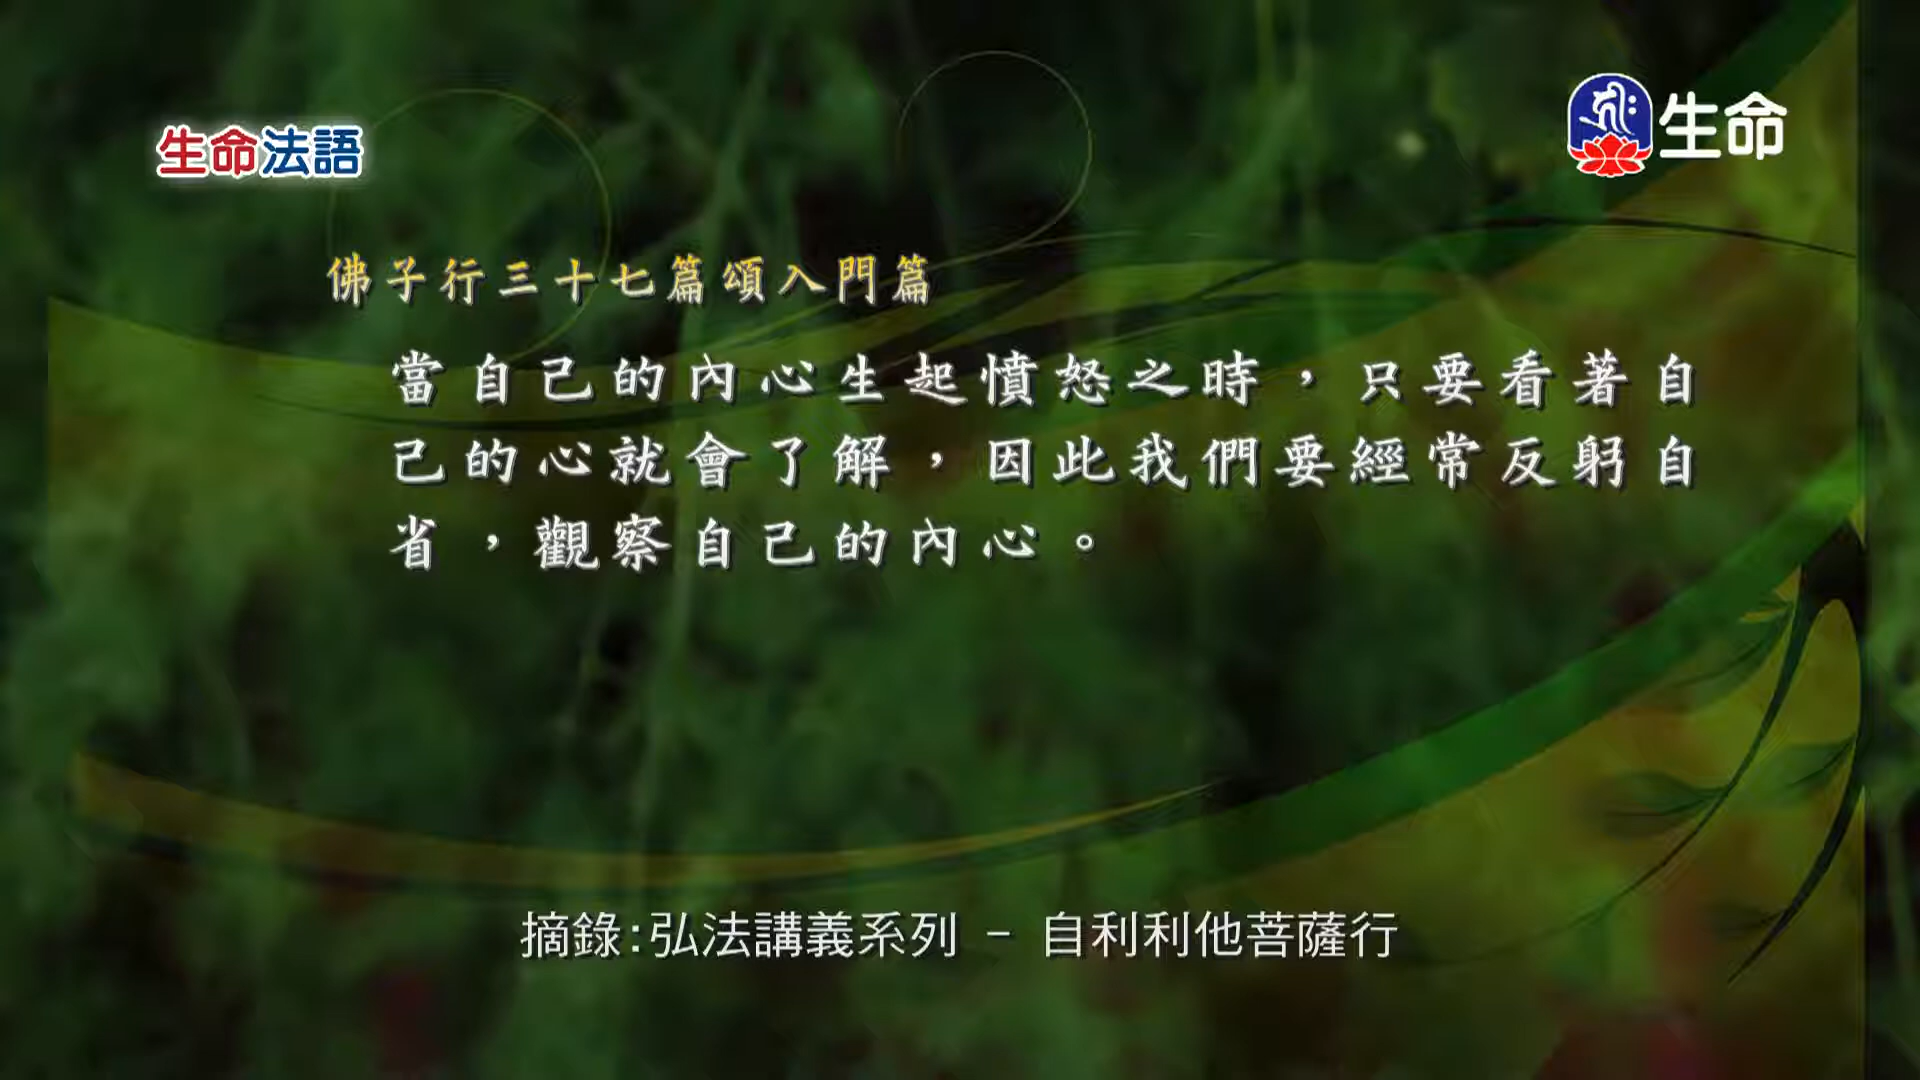 生命法語
生命
佛子行三十七篇頌入門篇
當自己的內心生起憤怒之時，只要看著自
己的心就會了解，因此我們要經常反躬自
省，觀察自己的內心。
摘錄:弘法講義系列 - 自利利他菩薩行